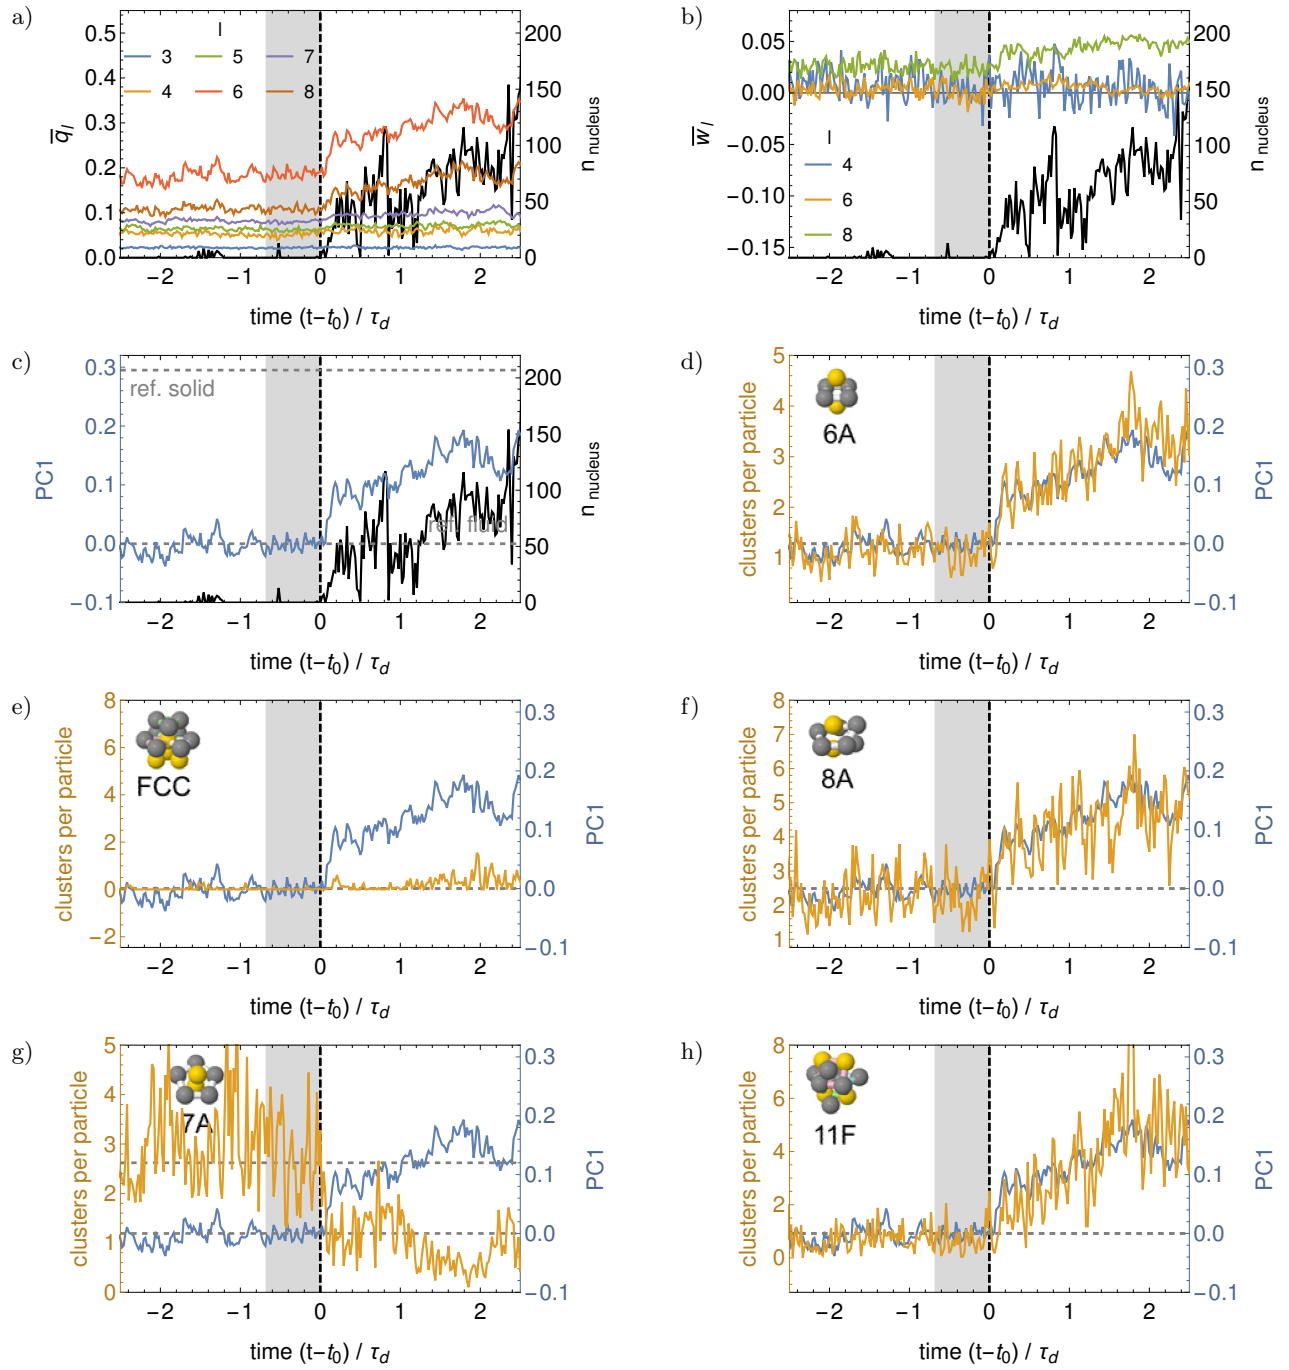 a)
l
3 5 7
4 6 8
0.5
0.4
0.3
0.2
0.1
0.0
q̅l
200
150
100
50
0
n nucleus
−2 −1 0 1 2
time (t−t0) / τd
b)
0.05
0.00
−0.05
−0.10
−0.15
w̅l
l
4
6
8
200
150
100
50
0
n nucleus
−2 −1 0 1 2
time (t−t0) / τd
c)
0.3
0.2
0.1
0.0
−0.1
PC1
ref. solid
ref. fluid
200
150
100
50
0
n nucleus
−2 −1 0 1 2
time (t−t0) / τd
d)
5
4
3
2
1
clusters per particle
6A
0.3
0.2
0.1
0.0
−0.1
PC1
−2 −1 0 1 2
time (t−t0) / τd
e)
8
6
4
2
0
−2
clusters per particle
FCC
0.3
0.2
0.1
0.0
−0.1
PC1
−2 −1 0 1 2
time (t−t0) / τd
f)
8
7
6
5
4
3
2
1
clusters per particle
8A
0.3
0.2
0.1
0.0
−0.1
PC1
−2 −1 0 1 2
time (t−t0) / τd
g)
5
4
3
2
1
0
clusters per particle
7A
0.3
0.2
0.1
0.0
−0.1
PC1
−2 −1 0 1 2
time (t−t0) / τd
h)
8
6
4
2
0
clusters per particle
11F
0.3
0.2
0.1
0.0
−0.1
PC1
−2 −1 0 1 2
time (t−t0) / τd